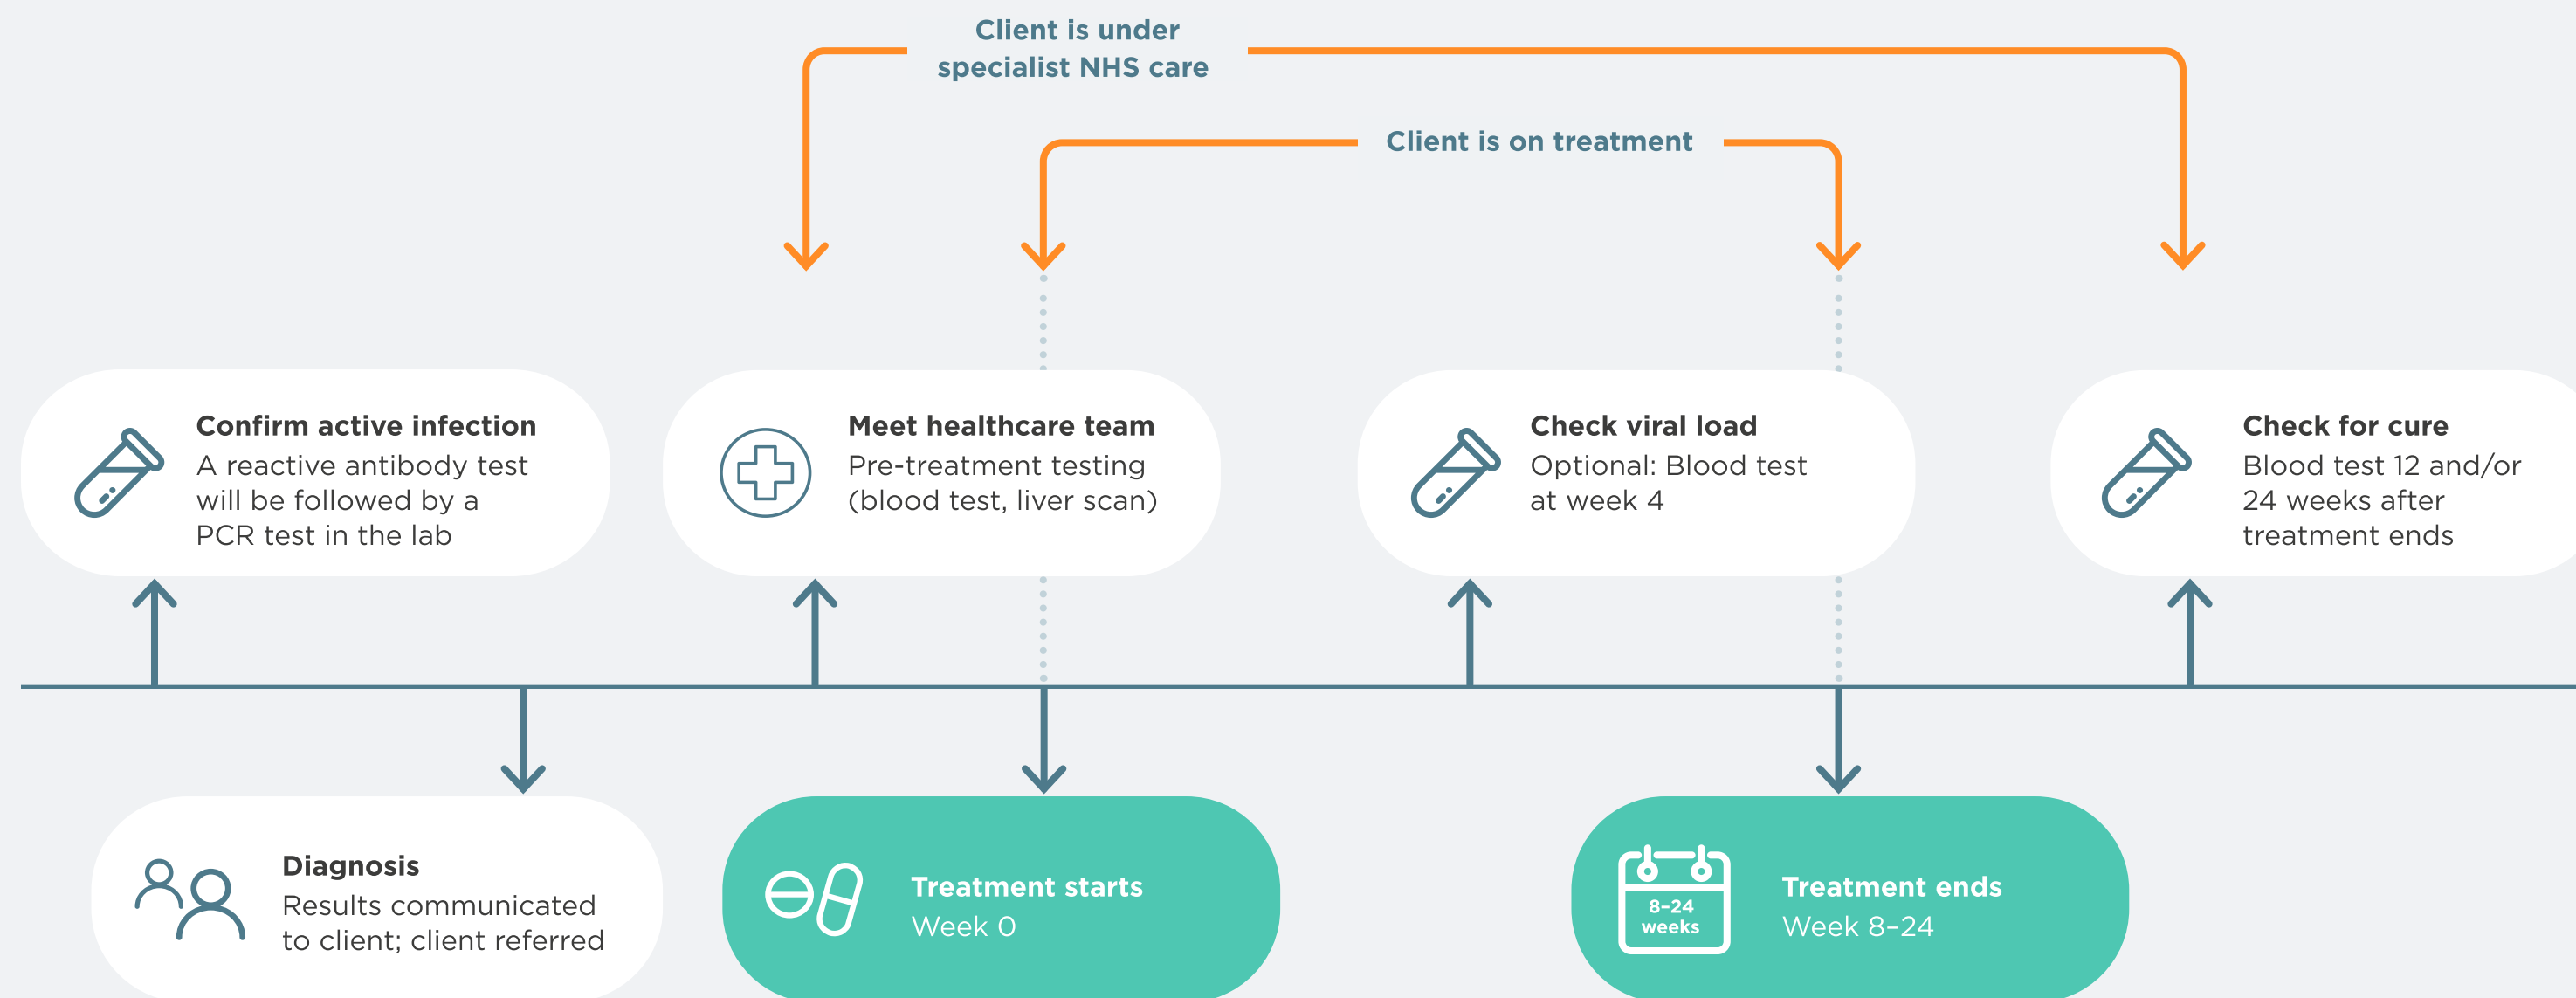 Client is under
specialist NHS care
Client is on treatment
Confirm active infection
A reactive antibody test
will be followed by a
PCR test in the lab
Meet healthcare team
Pre-treatment testing
(blood test, liver scan)
Check viral load
Optional: Blood test
at week 4
Check for cure
Blood test 12 and/or
24 weeks after
treatment ends
Diagnosis
Results communicated
to client; client referred
Treatment starts
Week 0
8–24
weeks
Treatment ends
Week 8–24